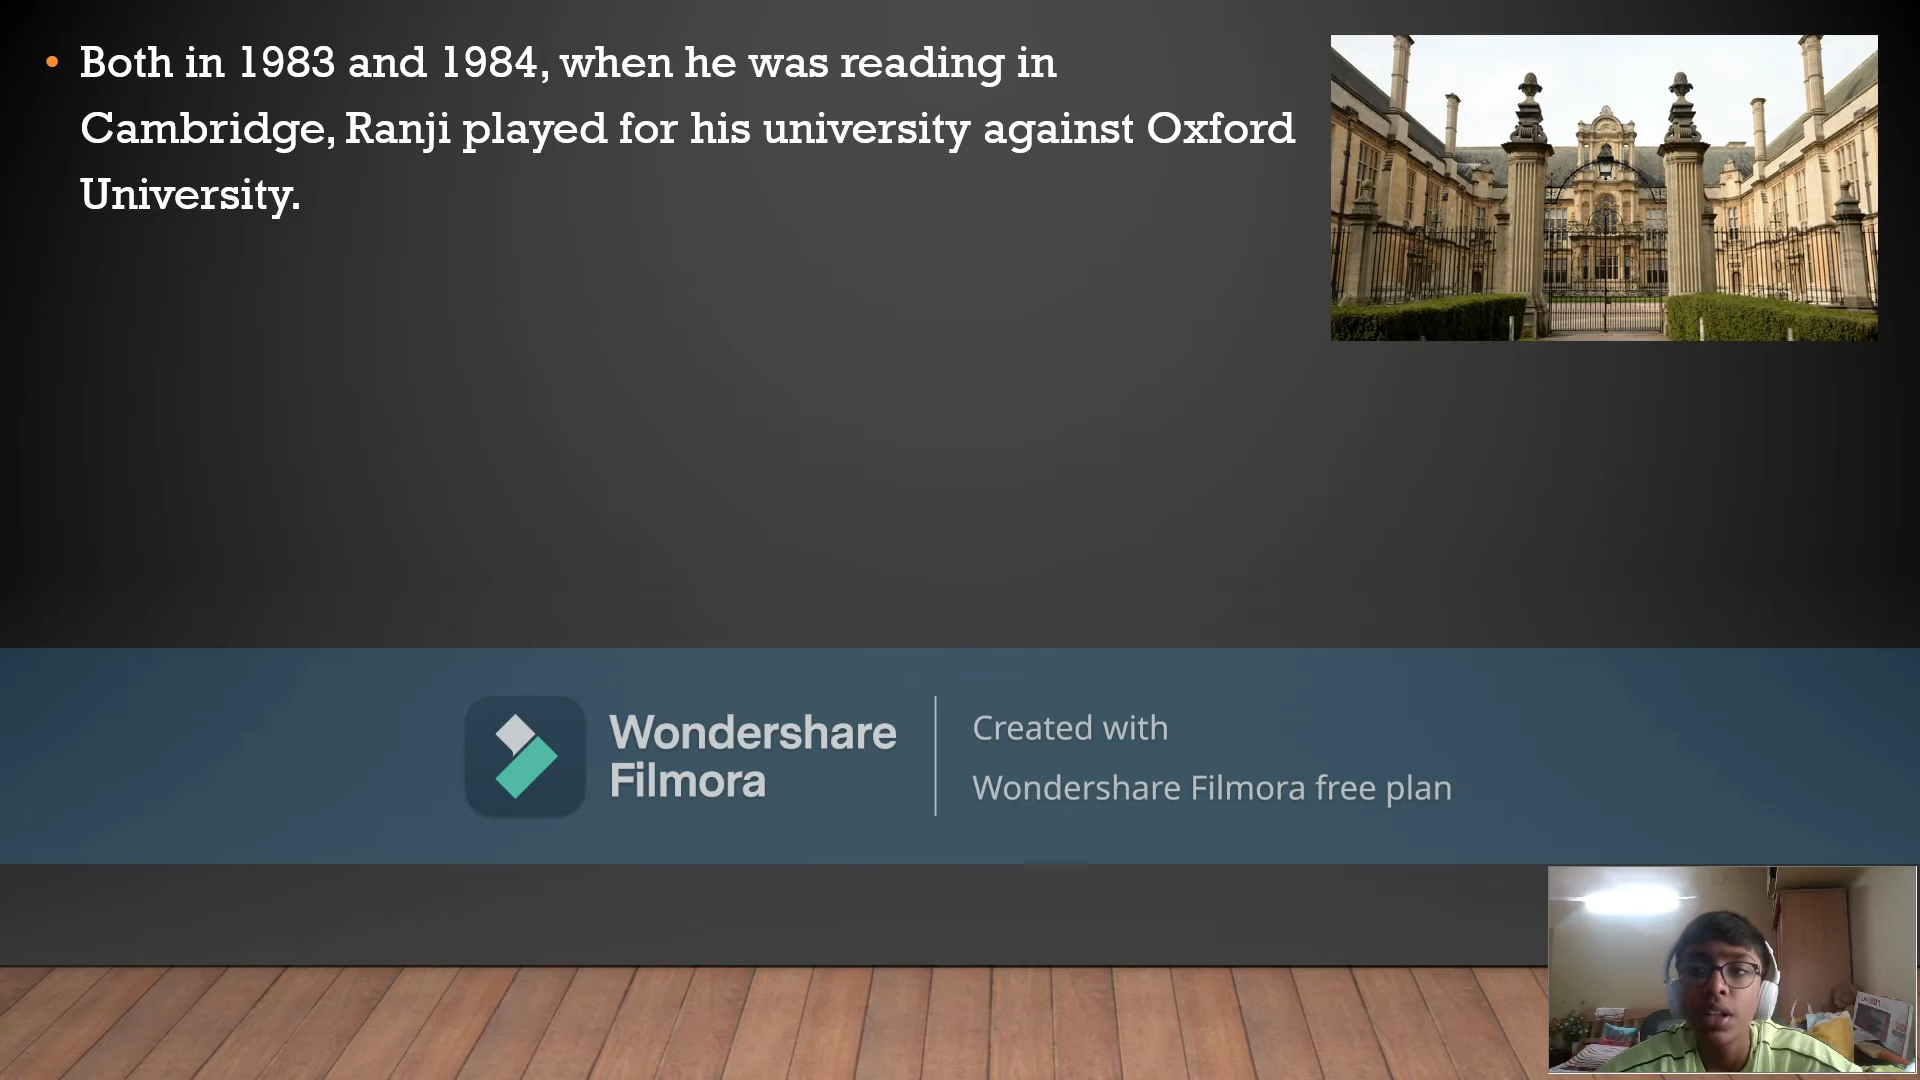 • Both in 1983 and 1984, when he was reading in
Cambridge, Ranji played for his university against Oxford
University.
Wondershare
Filmora
Created with
Wondershare Filmora free plan